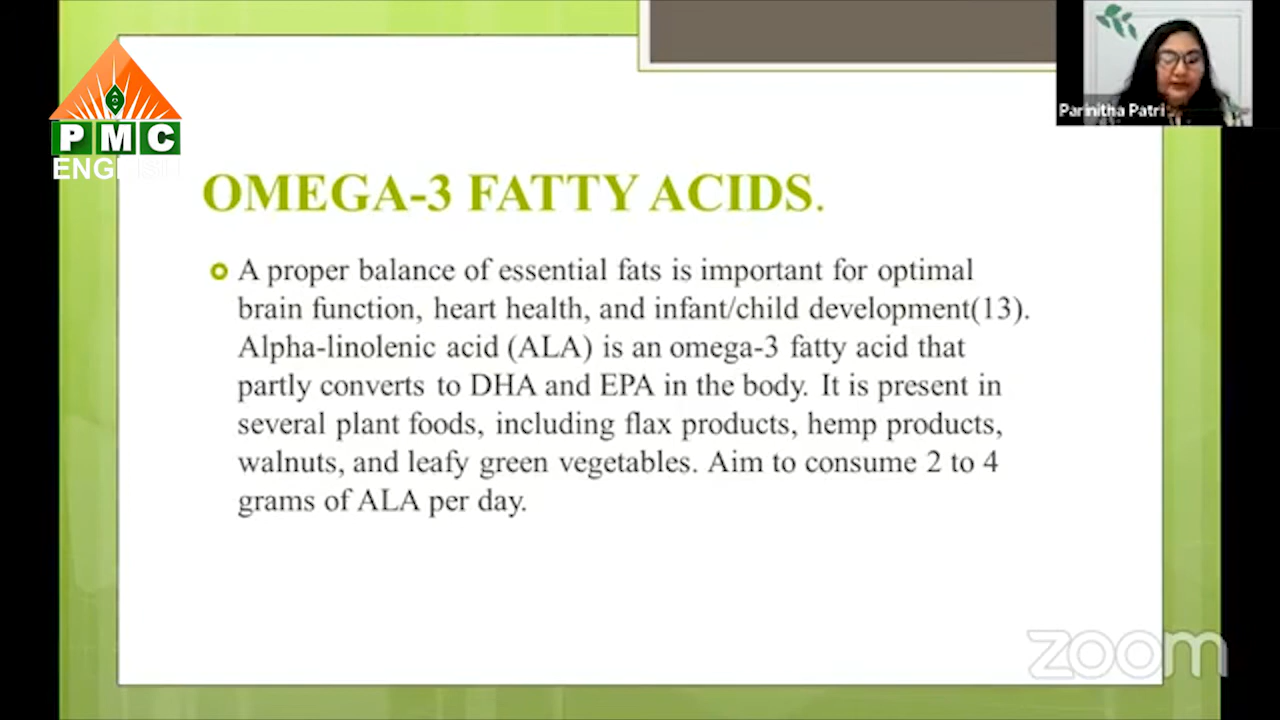 PMC
ENGLISH
Parinitha Patri
OMEGA-3 FATTY ACIDS.
A proper balance of essential fats is important for optimal
brain function, heart health, and infant/child development(13).
Alpha-linolenic acid (ALA) is an omega-3 fatty acid that
partly converts to DHA and EPA in the body. It is present in
several plant foods, including flax products, hemp products,
walnuts, and leafy green vegetables. Aim to consume 2 to 4
grams of ALA per day.
zoom